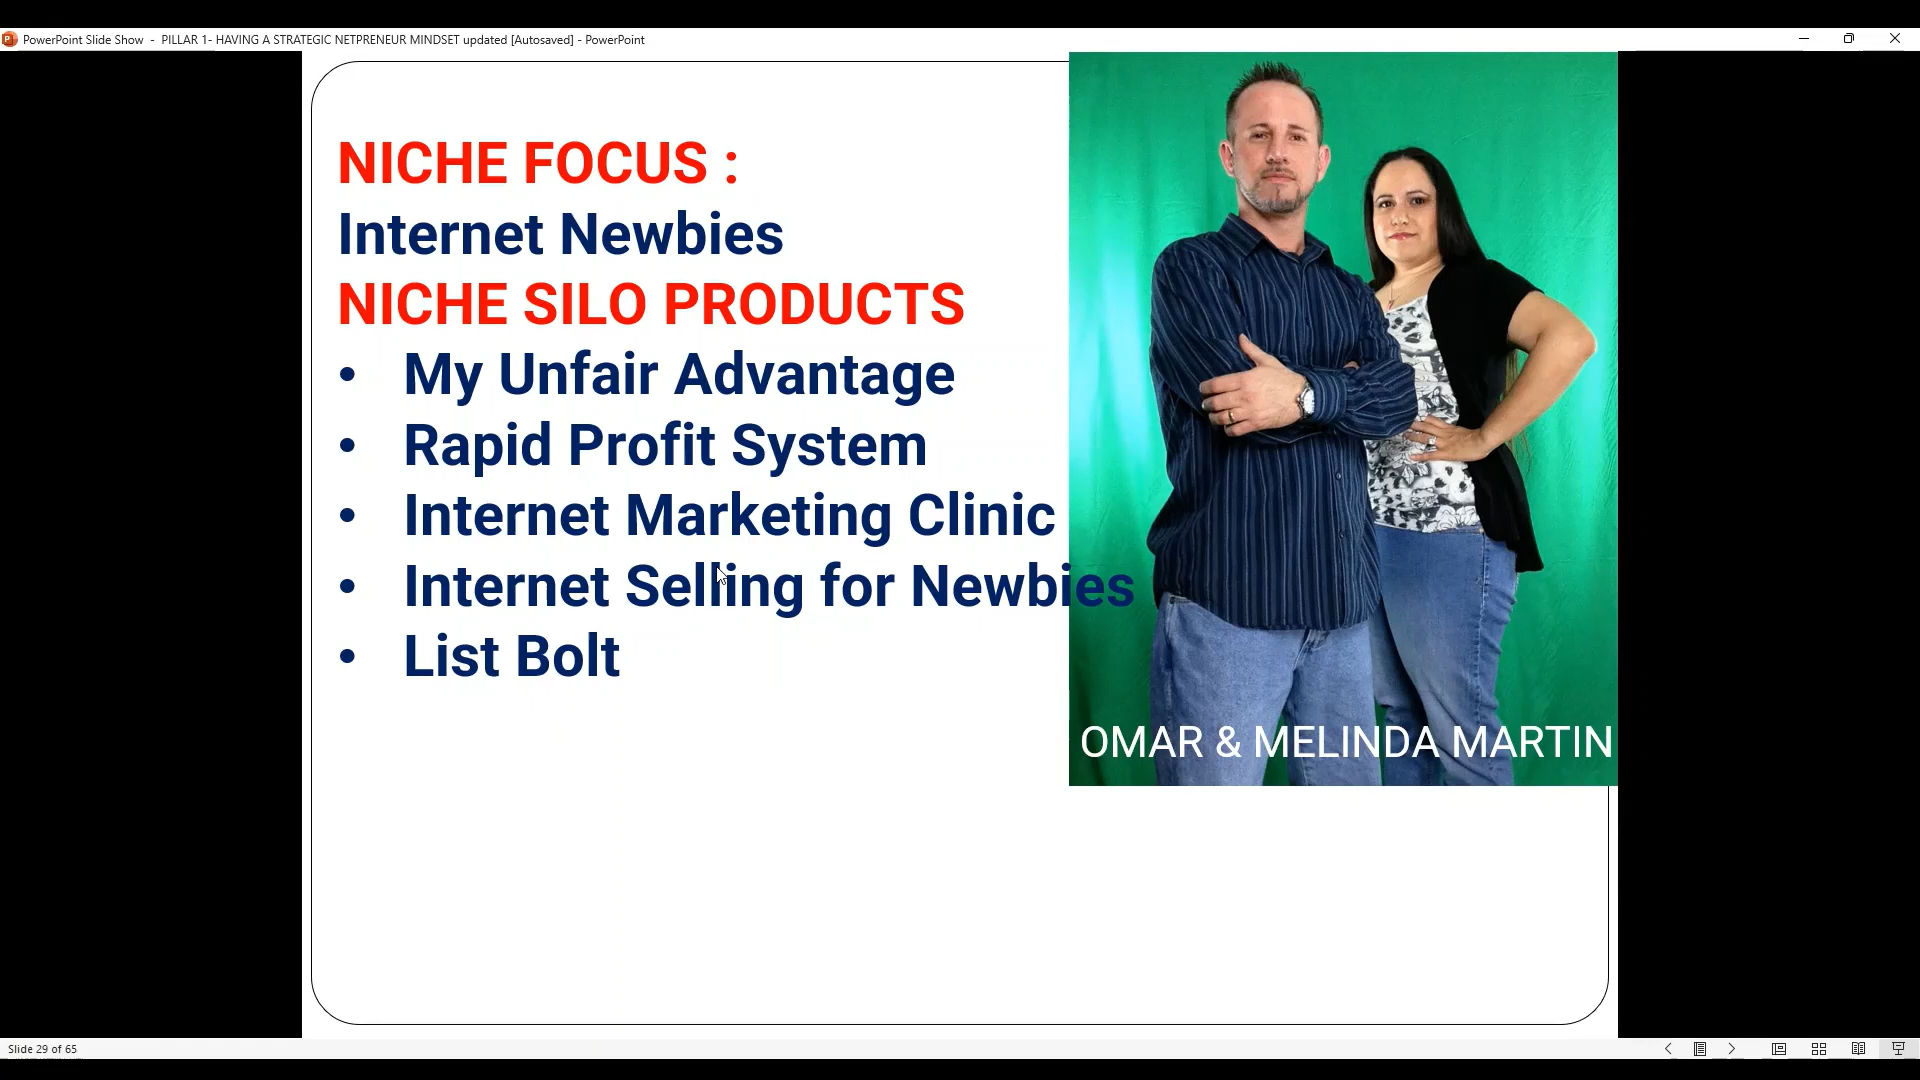 PowerPoint Slide Show - PILLAR 1- HAVING A STRATEGIC NETPRENEUR MINDSET updated [Autosaved] - PowerPoint
NICHE FOCUS :
Internet Newbies
NICHE SILO PRODUCTS
• My Unfair Advantage
• Rapid Profit System
• Internet Marketing Clinic
• Internet Selling for Newbies
• List Bolt
OMAR & MELINDA MARTIN
Slide 29 of 65